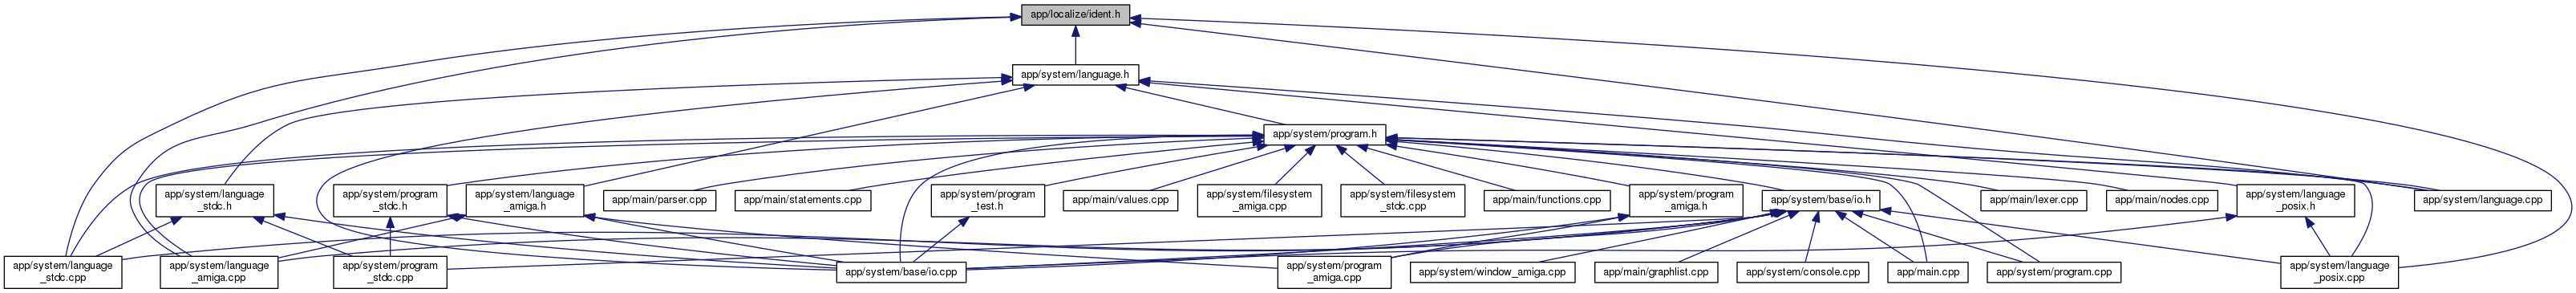 app/localize/ident.h
app/system/language.h
app/system/program.h
app/system/language
_stdc.h
app/system/program
_stdc.h
app/system/language
_amiga.h
app/main/parser.cpp
app/main/statements.cpp
app/system/program
_test.h
app/main/values.cpp
app/system/filesystem
_amiga.cpp
app/system/filesystem
_stdc.cpp
app/main/functions.cpp
app/system/program
_amiga.h
app/system/base/io.h
app/main/lexer.cpp
app/main/nodes.cpp
app/system/language
_posix.h
app/system/language.cpp
app/system/language
_stdc.cpp
app/system/language
_amiga.cpp
app/system/program
_stdc.cpp
app/system/base/io.cpp
app/system/program
_amiga.cpp
app/system/window_amiga.cpp
app/main/graphlist.cpp
app/system/console.cpp
app/main.cpp
app/system/program.cpp
app/system/language
_posix.cpp